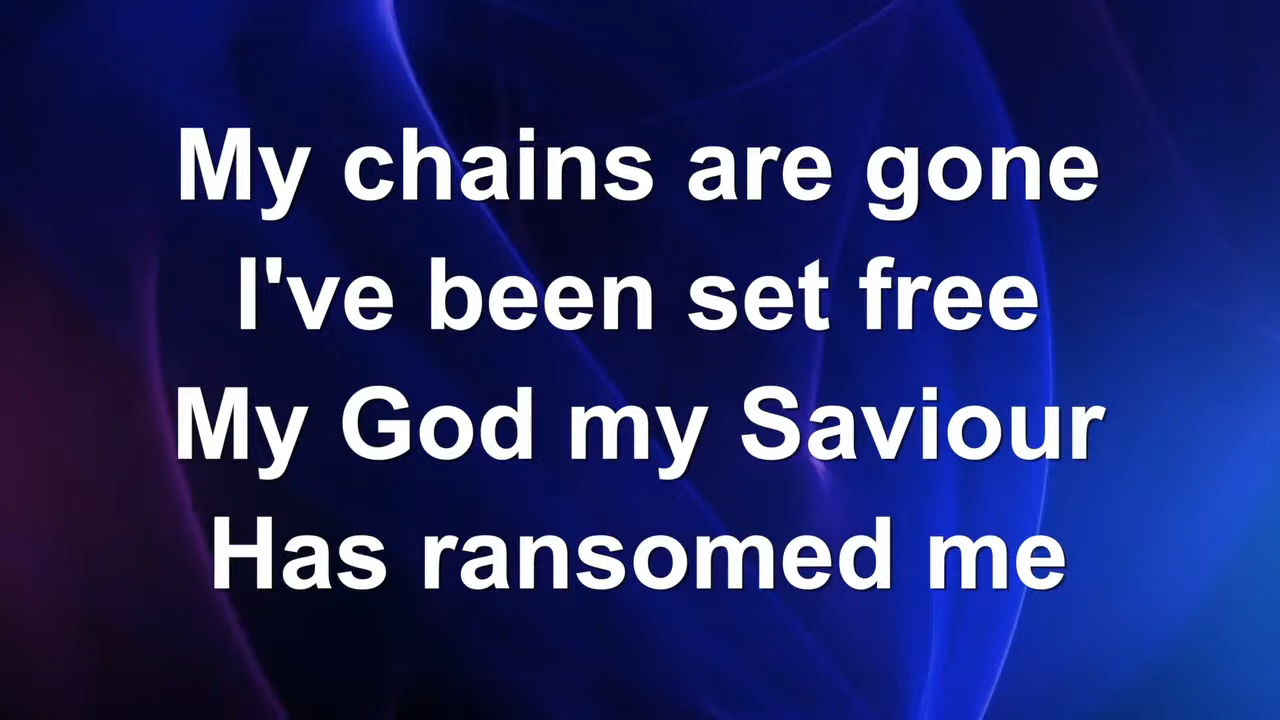 My chains are gone
I've been set free
My God my Saviour
Has ransomed me